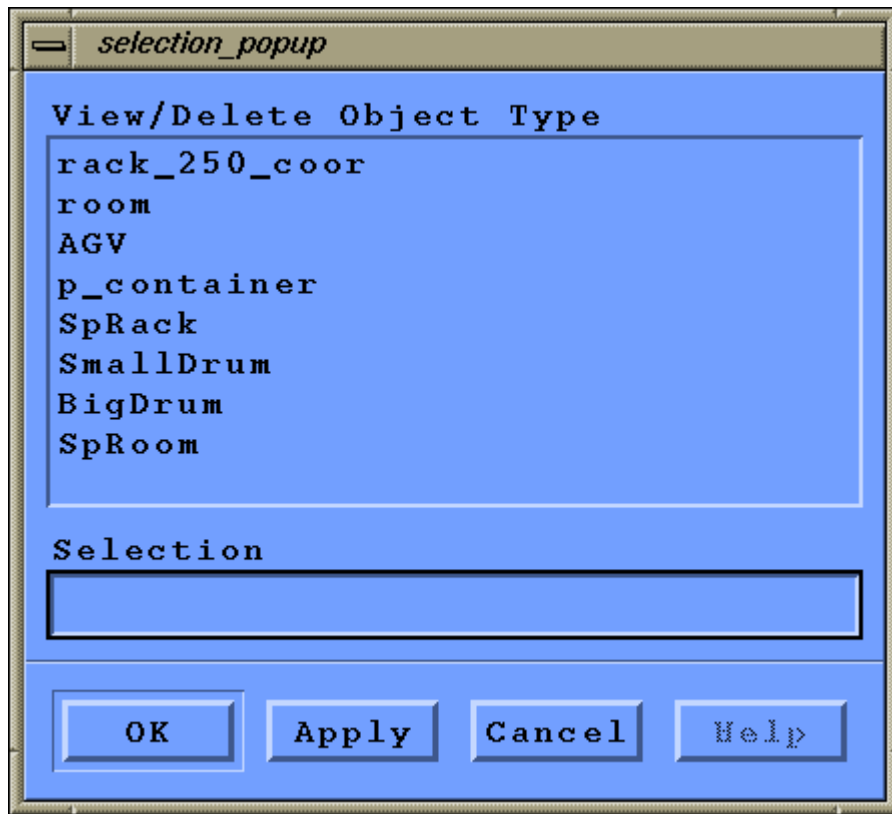 selection_popup
View/Delete Object Type
rack_250_coor
room
AGV
p_container
SpRack
SmallDrum
BigDrum
SpRoom
Selection
OK Apply Cancel Help